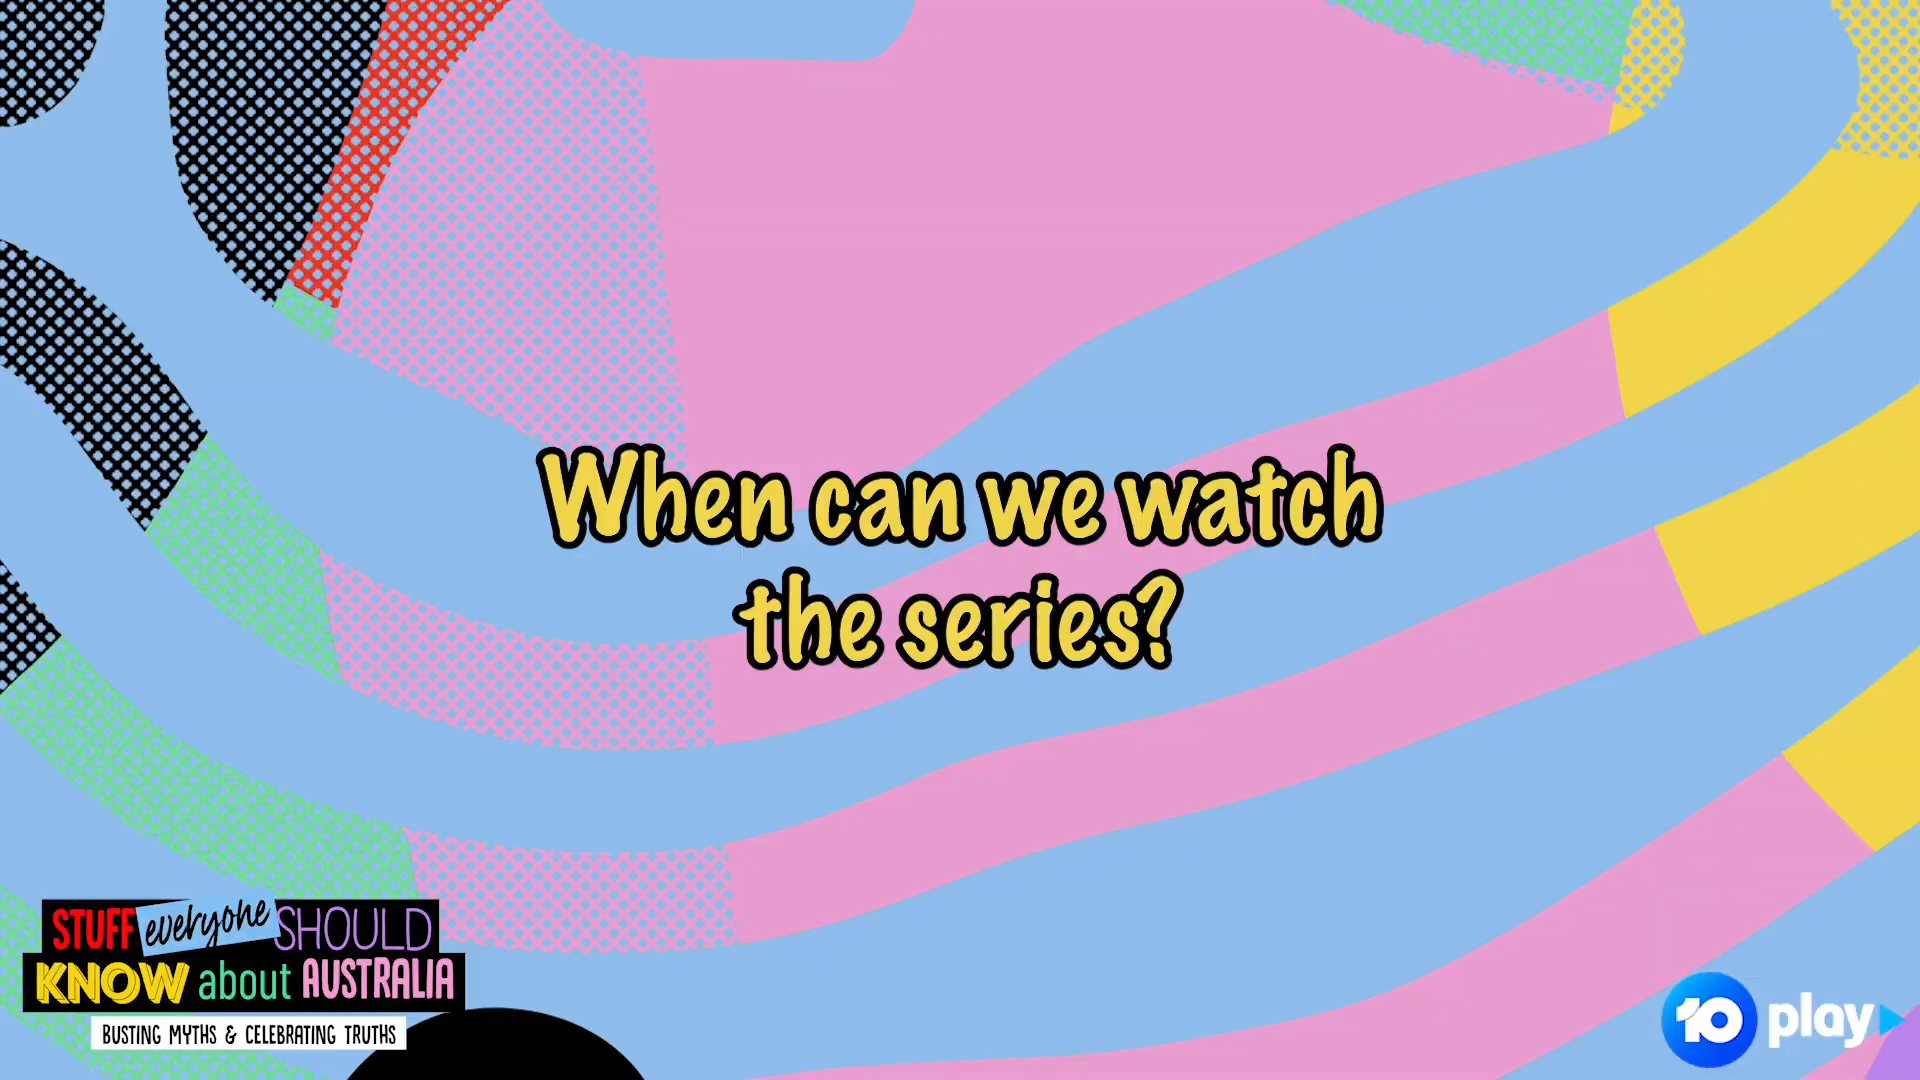 When can we watch
the series?
STUFF everyone SHOULD
KNOW about AUSTRALIA
BUSTING MYTHS & CELEBRATING TRUTHS
10 play